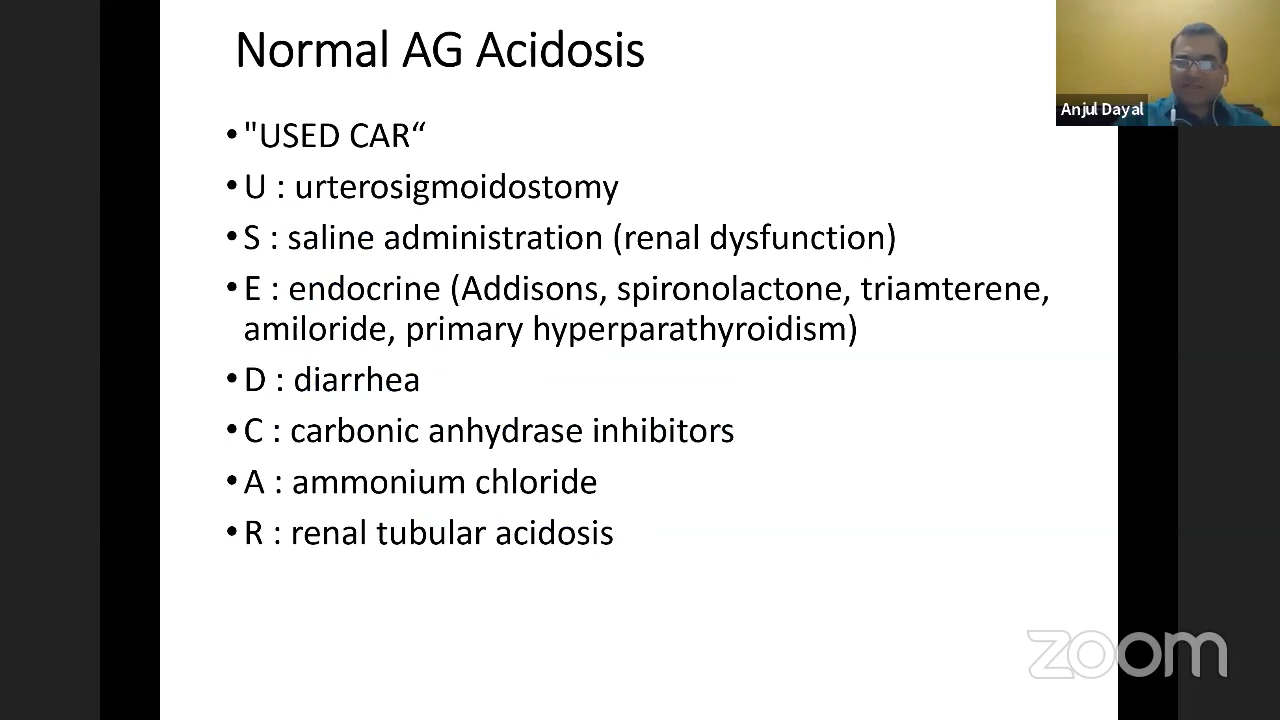 Normal AG Acidosis
Anjul Dayal
•"USED CAR“
•U : urterosigmoidostomy
•S : saline administration (renal dysfunction)
•E : endocrine (Addisons, spironolactone, triamterene,
amiloride, primary hyperparathyroidism)
•D : diarrhea
•C : carbonic anhydrase inhibitors
•A : ammonium chloride
•R : renal tubular acidosis
zoom